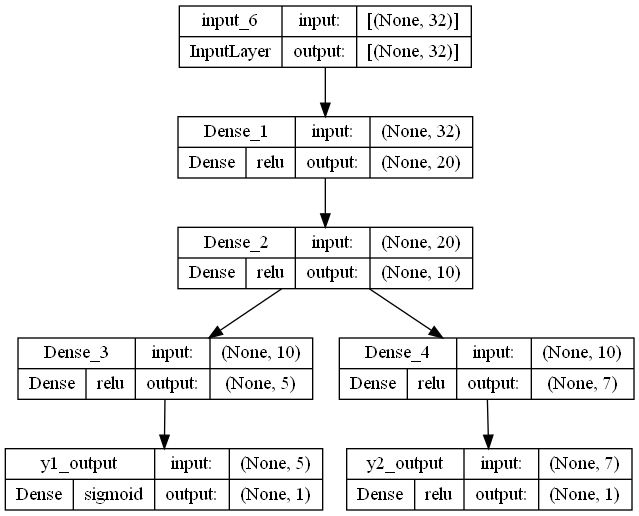 input_6 input: [(None, 32)]
InputLayer output: [(None, 32)]
Dense_1 input: (None, 32)
Dense relu output: (None, 20)
Dense_2 input: (None, 20)
Dense relu output: (None, 10)
Dense_3 input: (None, 10)
Dense relu output: (None, 5)
Dense_4 input: (None, 10)
Dense relu output: (None, 7)
y1_output input: (None, 5)
Dense sigmoid output: (None, 1)
y2_output input: (None, 7)
Dense relu output: (None, 1)